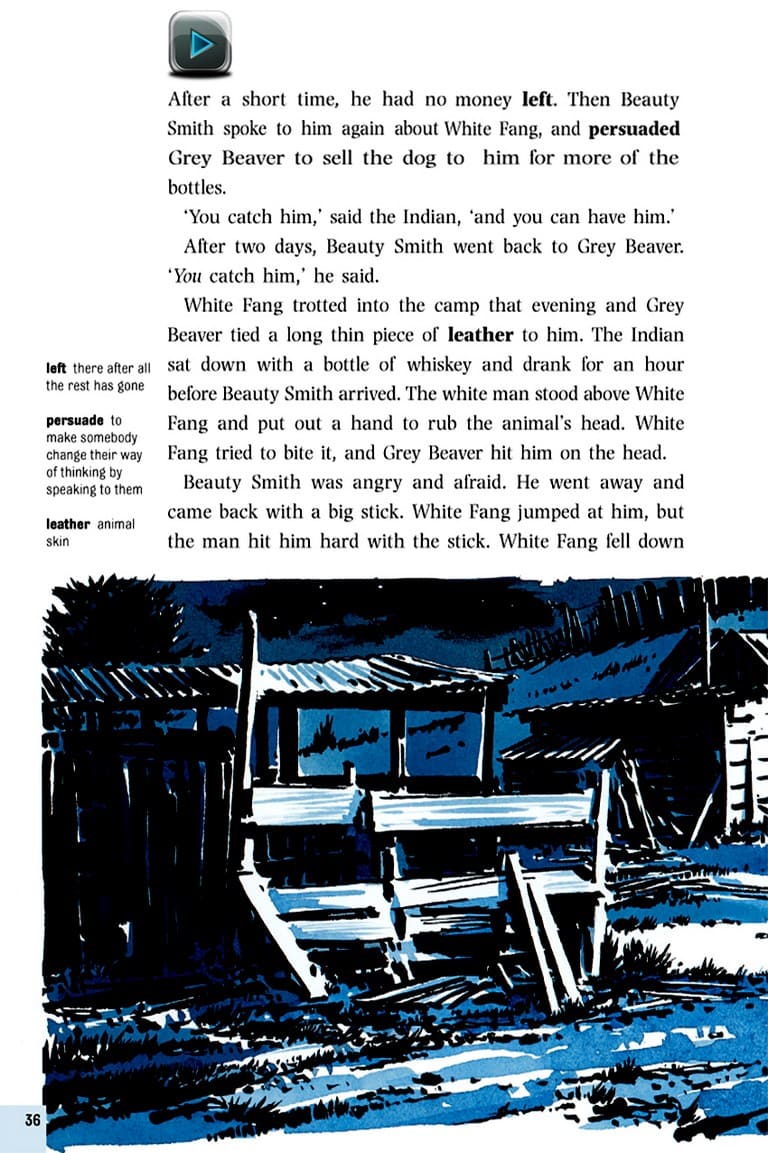 After a short time, he had no money left. Then Beauty
Smith spoke to him again about White Fang, and persuaded
Grey Beaver to sell the dog to him for more of the
bottles.
‘You catch him,’ said the Indian, ‘and you can have him.’
After two days, Beauty Smith went back to Grey Beaver.
‘You catch him,’ he said.
White Fang trotted into the camp that evening and Grey
Beaver tied a long thin piece of leather to him. The Indian
sat down with a bottle of whiskey and drank for an hour
before Beauty Smith arrived. The white man stood above White
Fang and put out a hand to rub the animal’s head. White
Fang tried to bite it, and Grey Beaver hit him on the head.
Beauty Smith was angry and afraid. He went away and
came back with a big stick. White Fang jumped at him, but
the man hit him hard with the stick. White Fang fell down
left there after all
the rest has gone
persuade to
make somebody
change their way
of thinking by
speaking to them
leather animal
skin
36